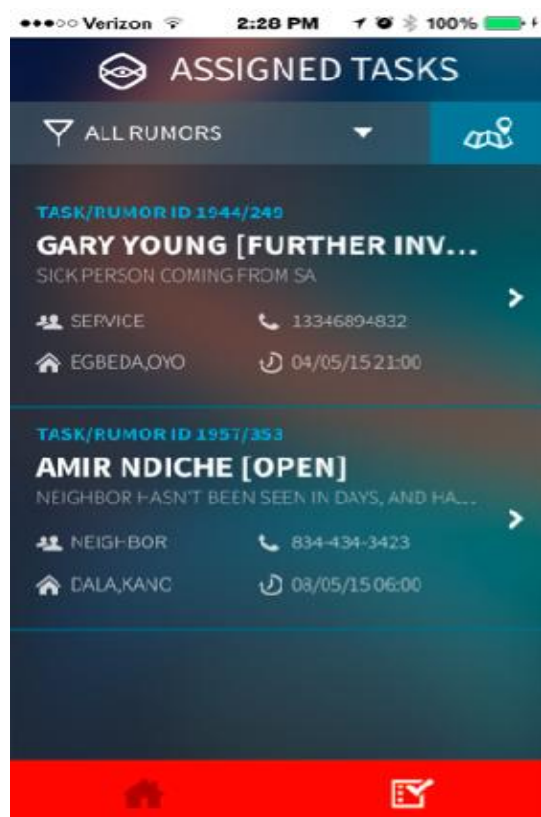 Verizon 2:28 PM 100%
ASSIGNED TASKS
ALL RUMORS
TASK/RUMOR ID 1944/249
GARY YOUNG [FURTHER INV...
SICK PERSON COMING FROM SA
SERVICE 13346894832
EGBEDA,OYO 04/05/15 21:00
TASK/RUMOR ID 1957/353
AMIR NDICHE [OPEN]
NEIGHBOR HASN'T BEEN SEEN IN DAYS, AND HA...
NEIGHBOR 834-434-3423
DALA,KANO 08/05/15 06:00